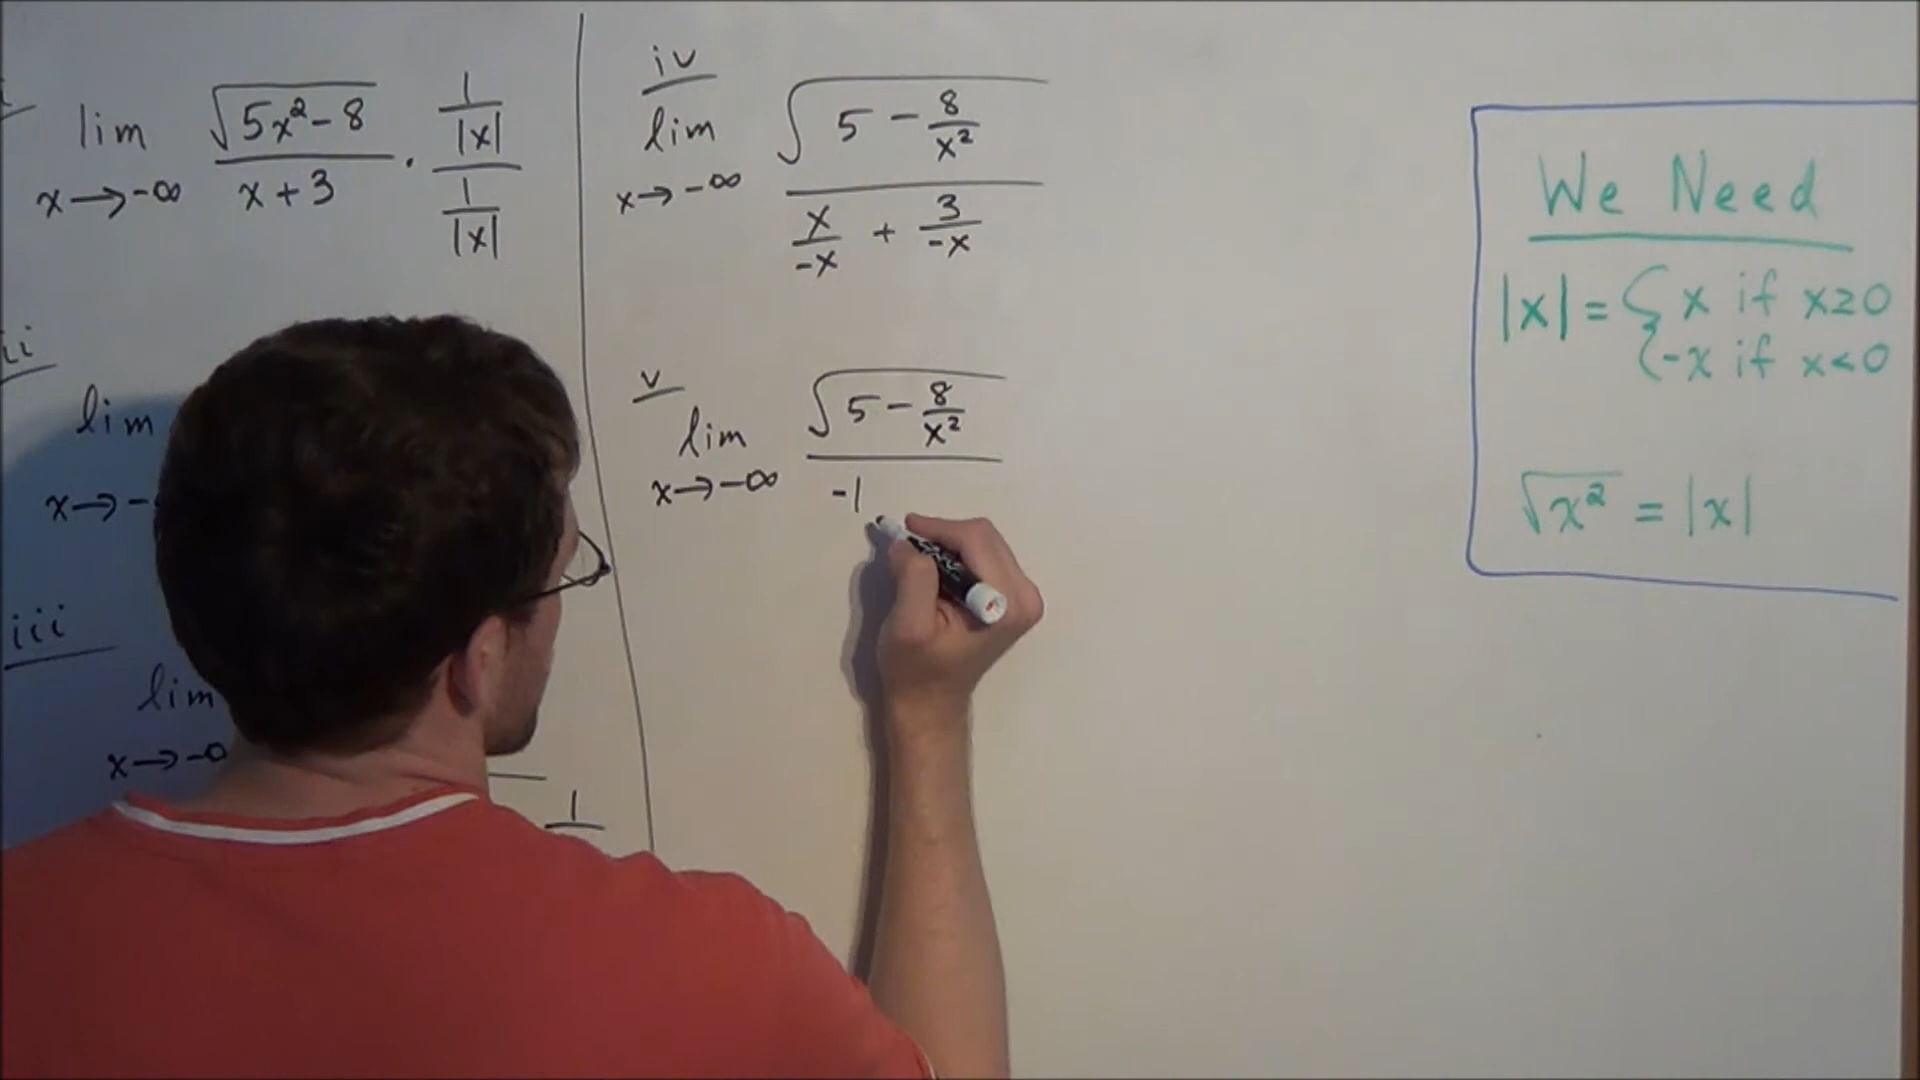 i
lim x→-∞ √(5x²-8) / (x+3) · (1/|x|) / (1/|x|)
ii
lim
x→-
iii
lim
x→-∞
1
iv
lim x→-∞ √(5 - 8/x²) / (x/-x + 3/-x)
v
lim x→-∞ √(5 - 8/x²) / -1
We Need
|x| = { x if x≥0
{ -x if x<0
√x² = |x|